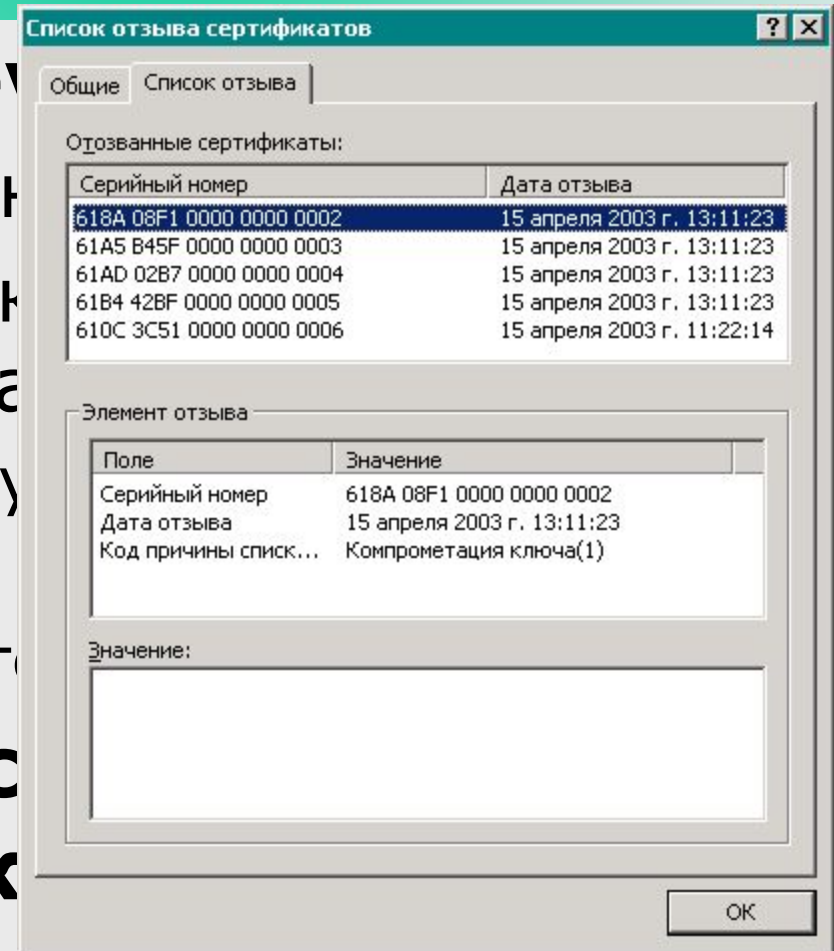 Список отзыва сертификатов
Общие Список отзыва
Отозванные сертификаты:
Серийный номер Дата отзыва
618A 08F1 0000 0000 0002 15 апреля 2003 г. 13:11:23
61A5 B45F 0000 0000 0003 15 апреля 2003 г. 13:11:23
61AD 02B7 0000 0000 0004 15 апреля 2003 г. 13:11:23
61B4 42BF 0000 0000 0005 15 апреля 2003 г. 13:11:23
610C 3C51 0000 0000 0006 15 апреля 2003 г. 11:22:14
Элемент отзыва
Поле Значение
Серийный номер 618A 08F1 0000 0000 0002
Дата отзыва 15 апреля 2003 г. 13:11:23
Код причины списк... Компрометация ключа(1)
Значение:
OK